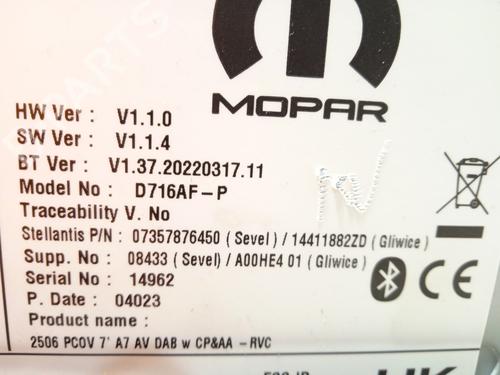 MOPAR
HW Ver : V1.1.0
SW Ver : V1.1.4
BT Ver : V1.37.20220317.11
Model No : D716AF-P
Traceability V. No
Stellantis P/N : 07357876450 ( Sevel ) / 14411882ZD ( Gliwice )
Supp. No : 08433 ( Sevel) / A00HE4 01 ( Gliwice )
Serial No : 14962
P. Date : 04023
Product name :
2506 PCOV 7' A7 AV DAB w CP&AA -RVC
CE